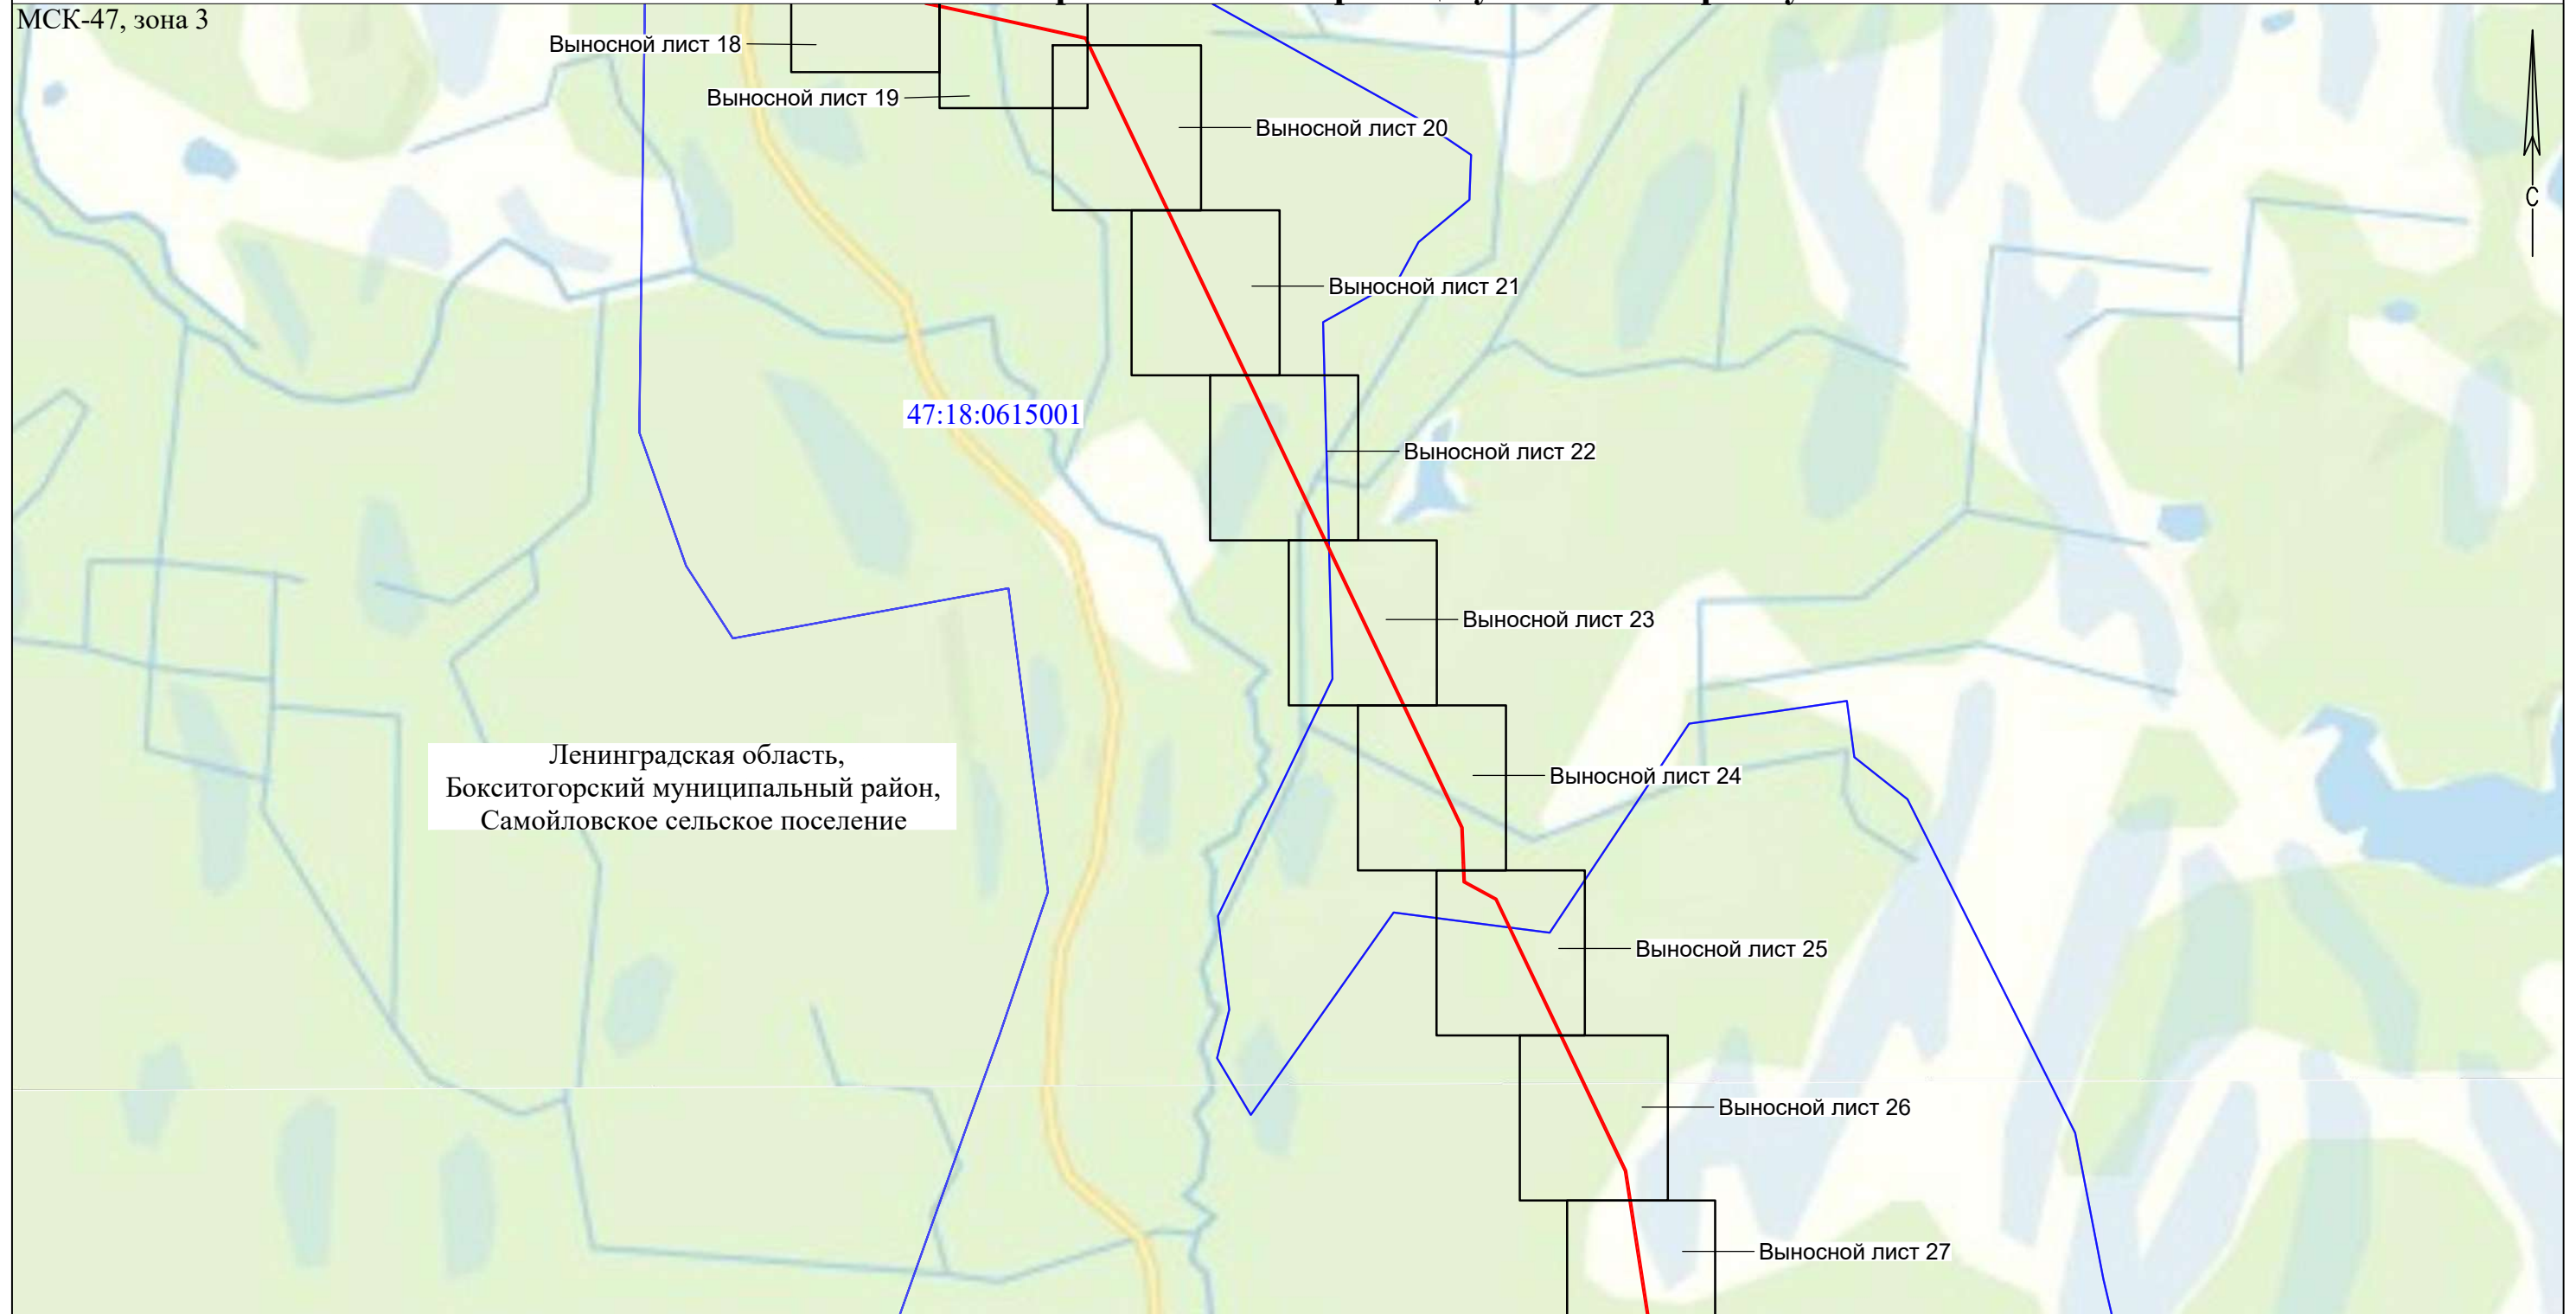 МСК-47, зона 3
Выносной лист 18
Выносной лист 19
Выносной лист 20
С
Выносной лист 21
47:18:0615001
Выносной лист 22
Выносной лист 23
Ленинградская область,
Бокситогорский муниципальный район,
Самойловское сельское поселение
Выносной лист 24
Выносной лист 25
Выносной лист 26
Выносной лист 27